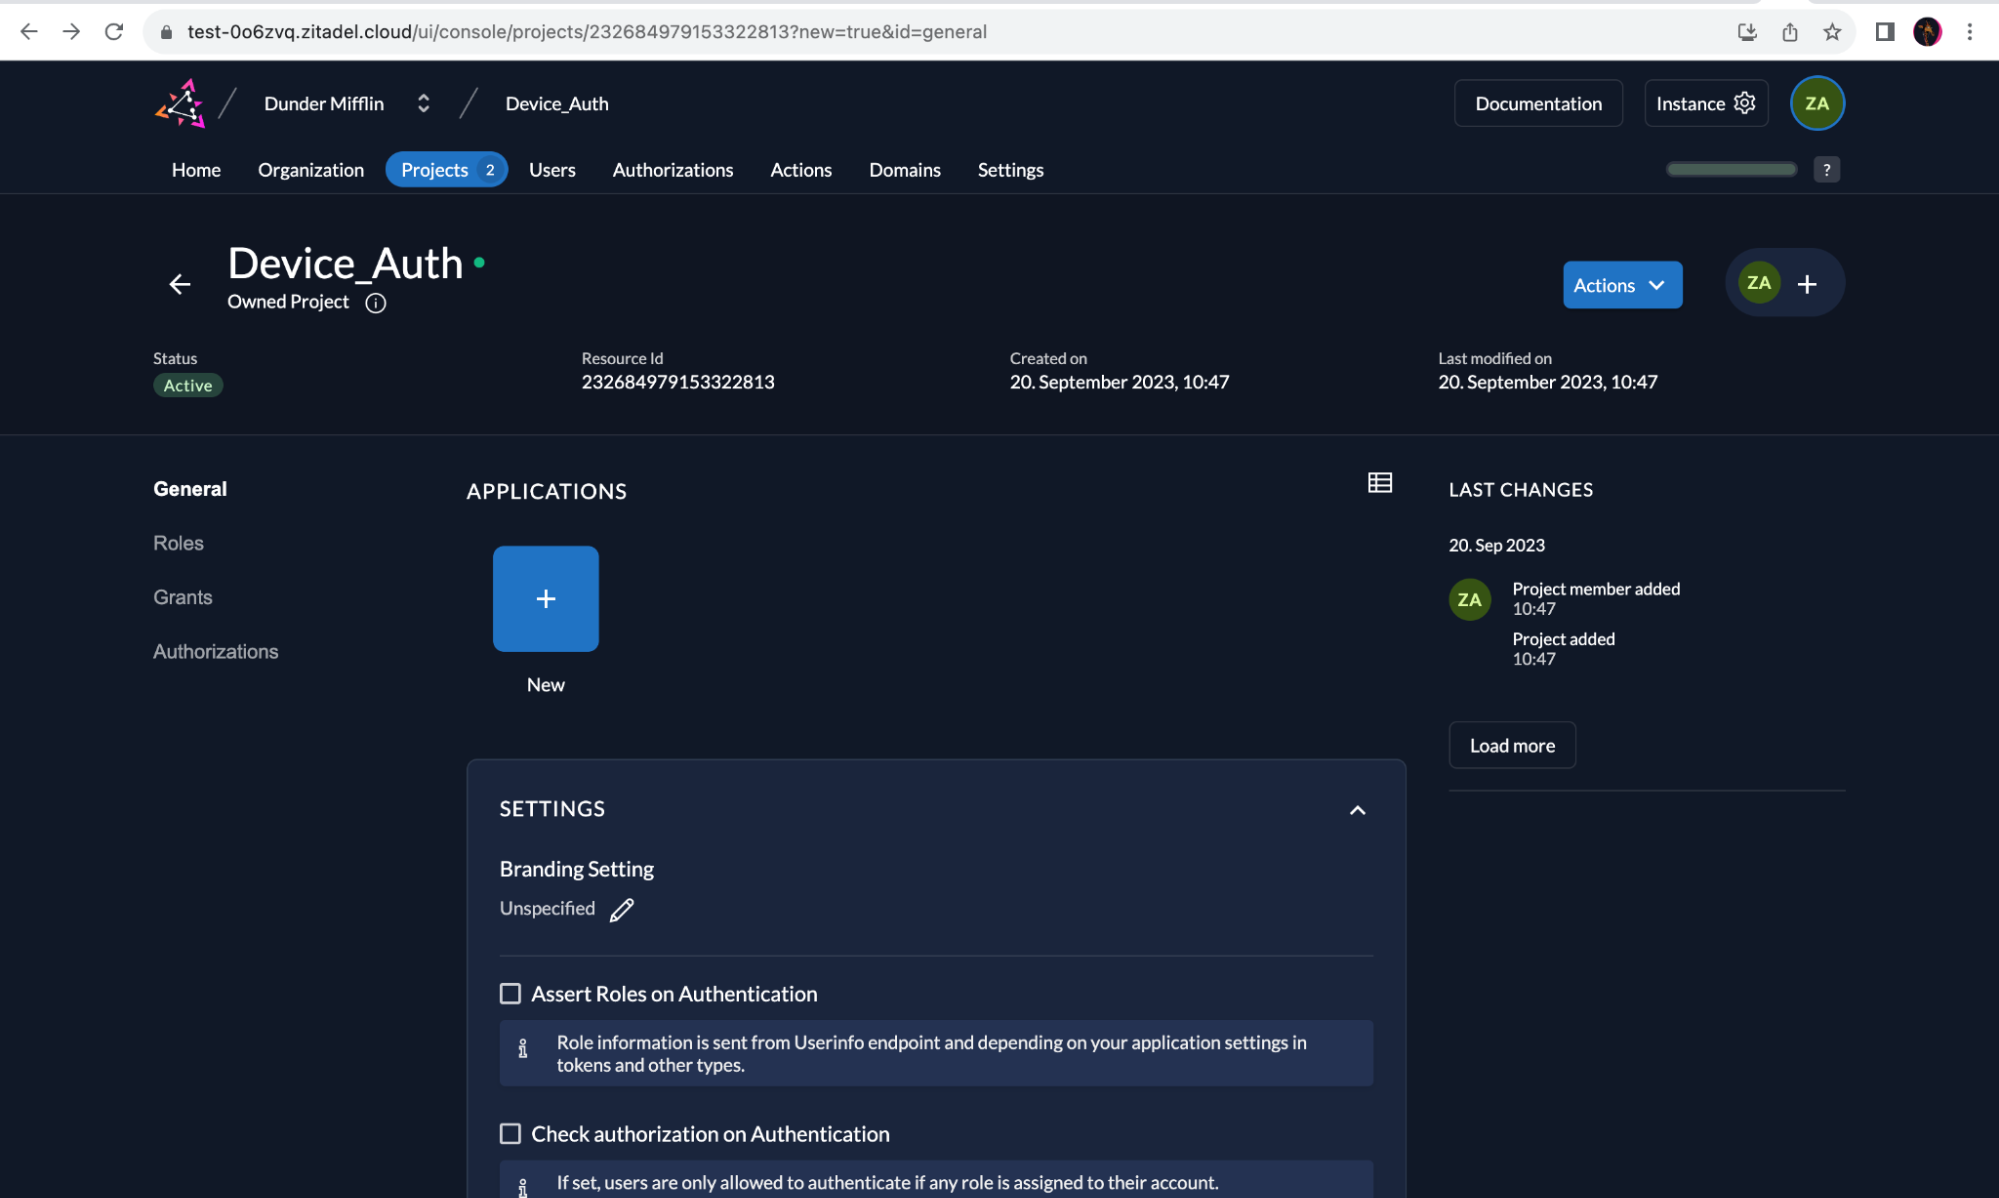 test-0o6zvq.zitadel.cloud/ui/console/projects/232684979153322813?new=true&id=general
Dunder Mifflin
Device_Auth
Documentation
Instance
ZA
Home
Organization
Projects 2
Users
Authorizations
Actions
Domains
Settings
?
Device_Auth
Owned Project
Actions
ZA
Status
Active
Resource Id
232684979153322813
Created on
20. September 2023, 10:47
Last modified on
20. September 2023, 10:47
General
Roles
Grants
Authorizations
APPLICATIONS
New
SETTINGS
Branding Setting
Unspecified
Assert Roles on Authentication
Role information is sent from Userinfo endpoint and depending on your application settings in
tokens and other types.
Check authorization on Authentication
If set, users are only allowed to authenticate if any role is assigned to their account.
LAST CHANGES
20. Sep 2023
ZA
Project member added
10:47
Project added
10:47
Load more